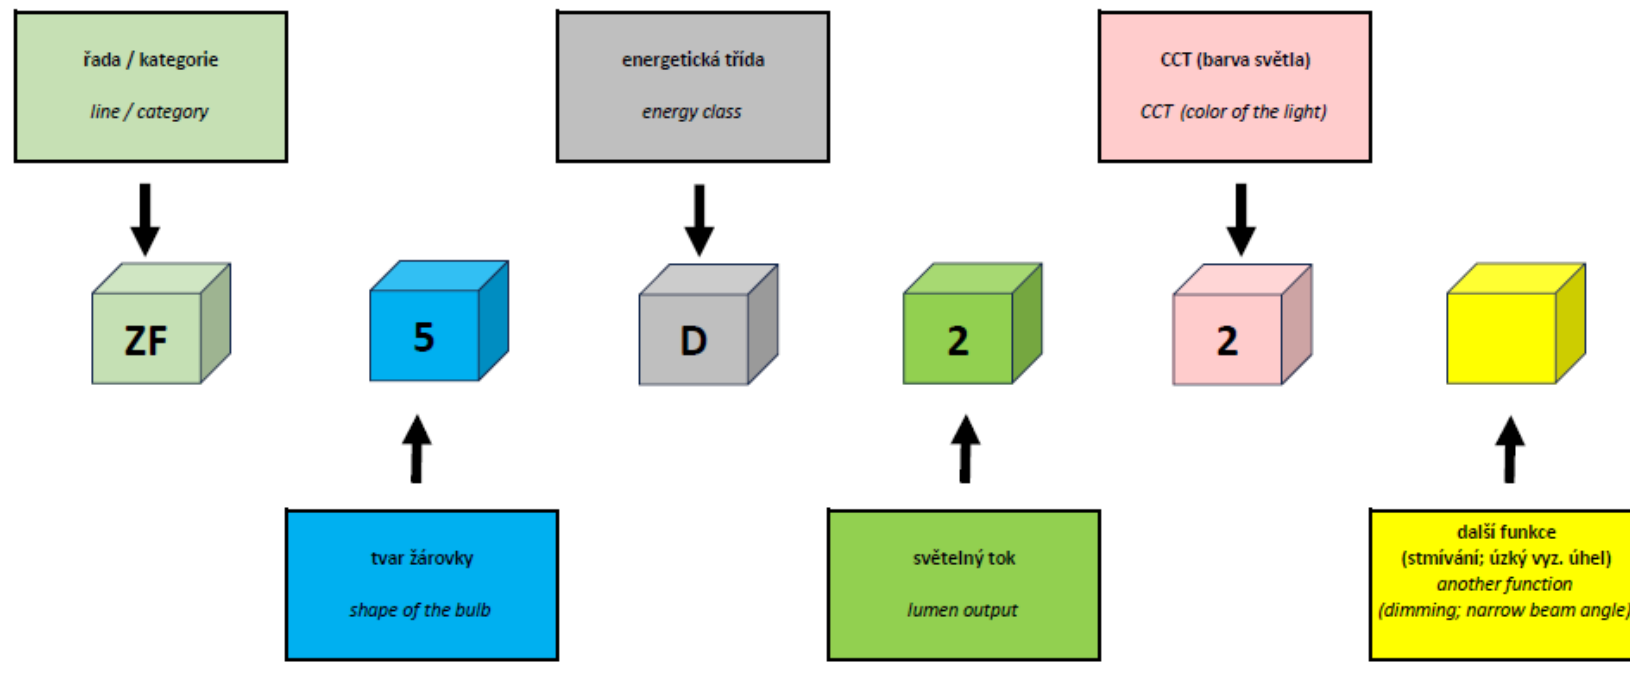 řada / kategorie
line / category
energetická třída
energy class
CCT (barva světla)
CCT (color of the light)
ZF
5
D
2
2
tvar žárovky
shape of the bulb
světelný tok
lumen output
další funkce
(stmívání; úzký vyz. úhel)
another function
(dimming; narrow beam angle)